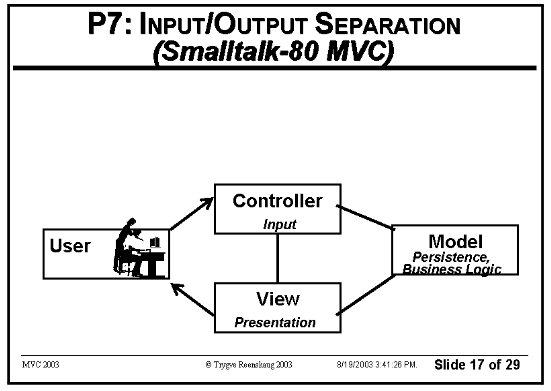 P7: INPUT/OUTPUT SEPARATION
(Smalltalk-80 MVC)
Controller
Input
User
Model
Persistence,
Business Logic
View
Presentation
MVC 2003
© Trygve Reenskaug 2003
8/19/2003 3:41:26 PM.
Slide 17 of 29